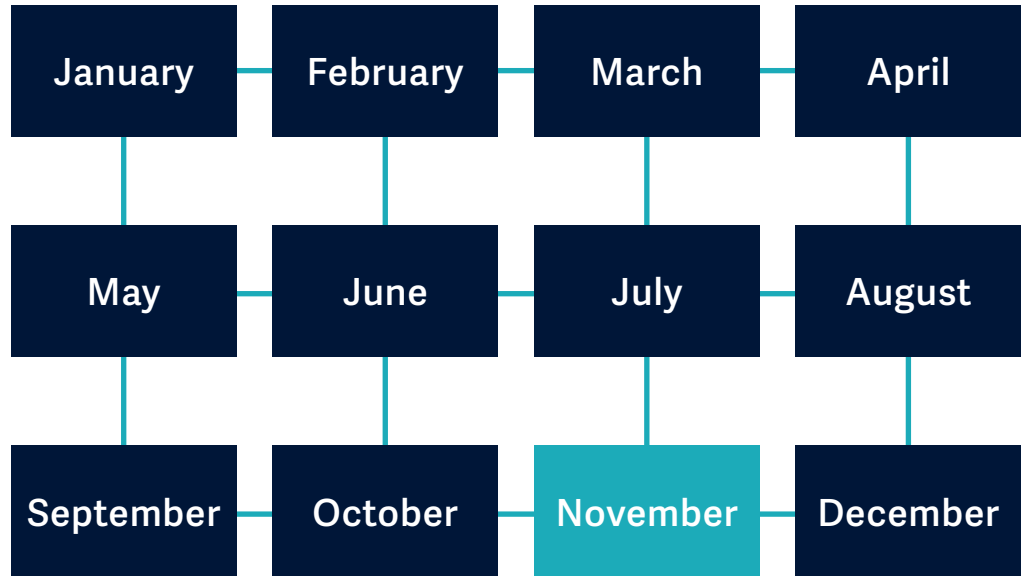 January February March April
May June July August
September October November December